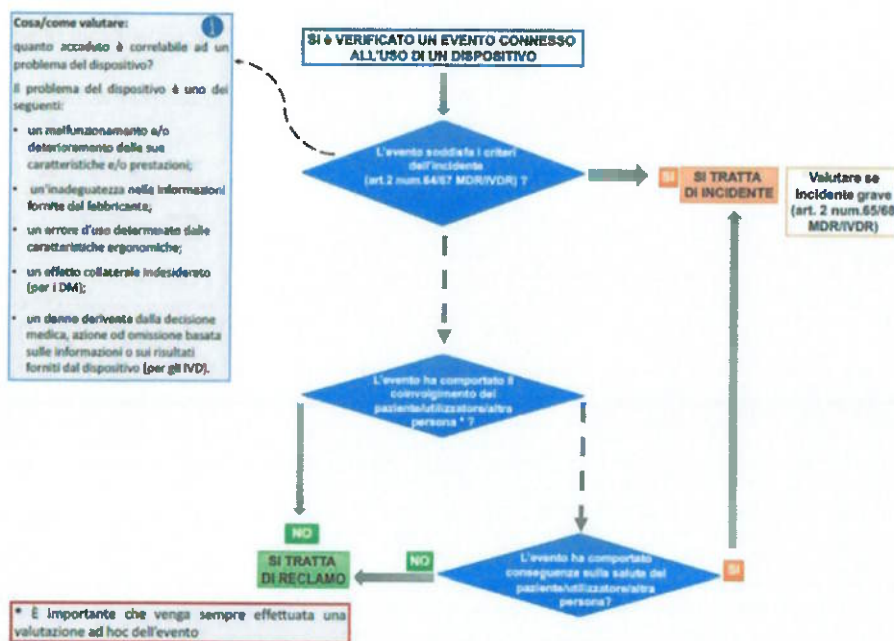 Cosa/come valutare:
quanto accaduto è correlabile ad un
problema del dispositivo?
Il problema del dispositivo è uno dei
seguenti:
• un malfunzionamento e/o
deterioramento delle sue
caratteristiche e/o prestazioni;
• un'inadeguatezza nelle informazioni
fornite dal fabbricante;
• un errore d'uso determinato dalle
caratteristiche ergonomiche;
• un effetto collaterale indesiderato
(per i DM);
• un danno derivente dalla decisione
medica, azione od omissione basata
sulle informazioni o sui risultati
forniti dal dispositivo (per gli IVD).
SI è VERIFICATO UN EVENTO CONNESSO
ALL'USO DI UN DISPOSITIVO
L'evento soddisfa i criteri
dell'incidente
(art.2 num.64/67 MDR/IVDR) ?
SI
SI TRATTA
DI INCIDENTE
Valutare se
incidente grave
(art. 2 num.65/68
MDR/IVDR)
L'evento ha comportato il
coinvolgimento del
paziente/utilizzatore/altra
persona * ?
NO
SI TRATTA
DI RECLAMO
NO
L'evento ha comportato
conseguenza sulla salute del
paziente/utilizzatore/altra
persona?
SI
* È importante che venga sempre effettuata una
valutazione ad hoc dell'evento